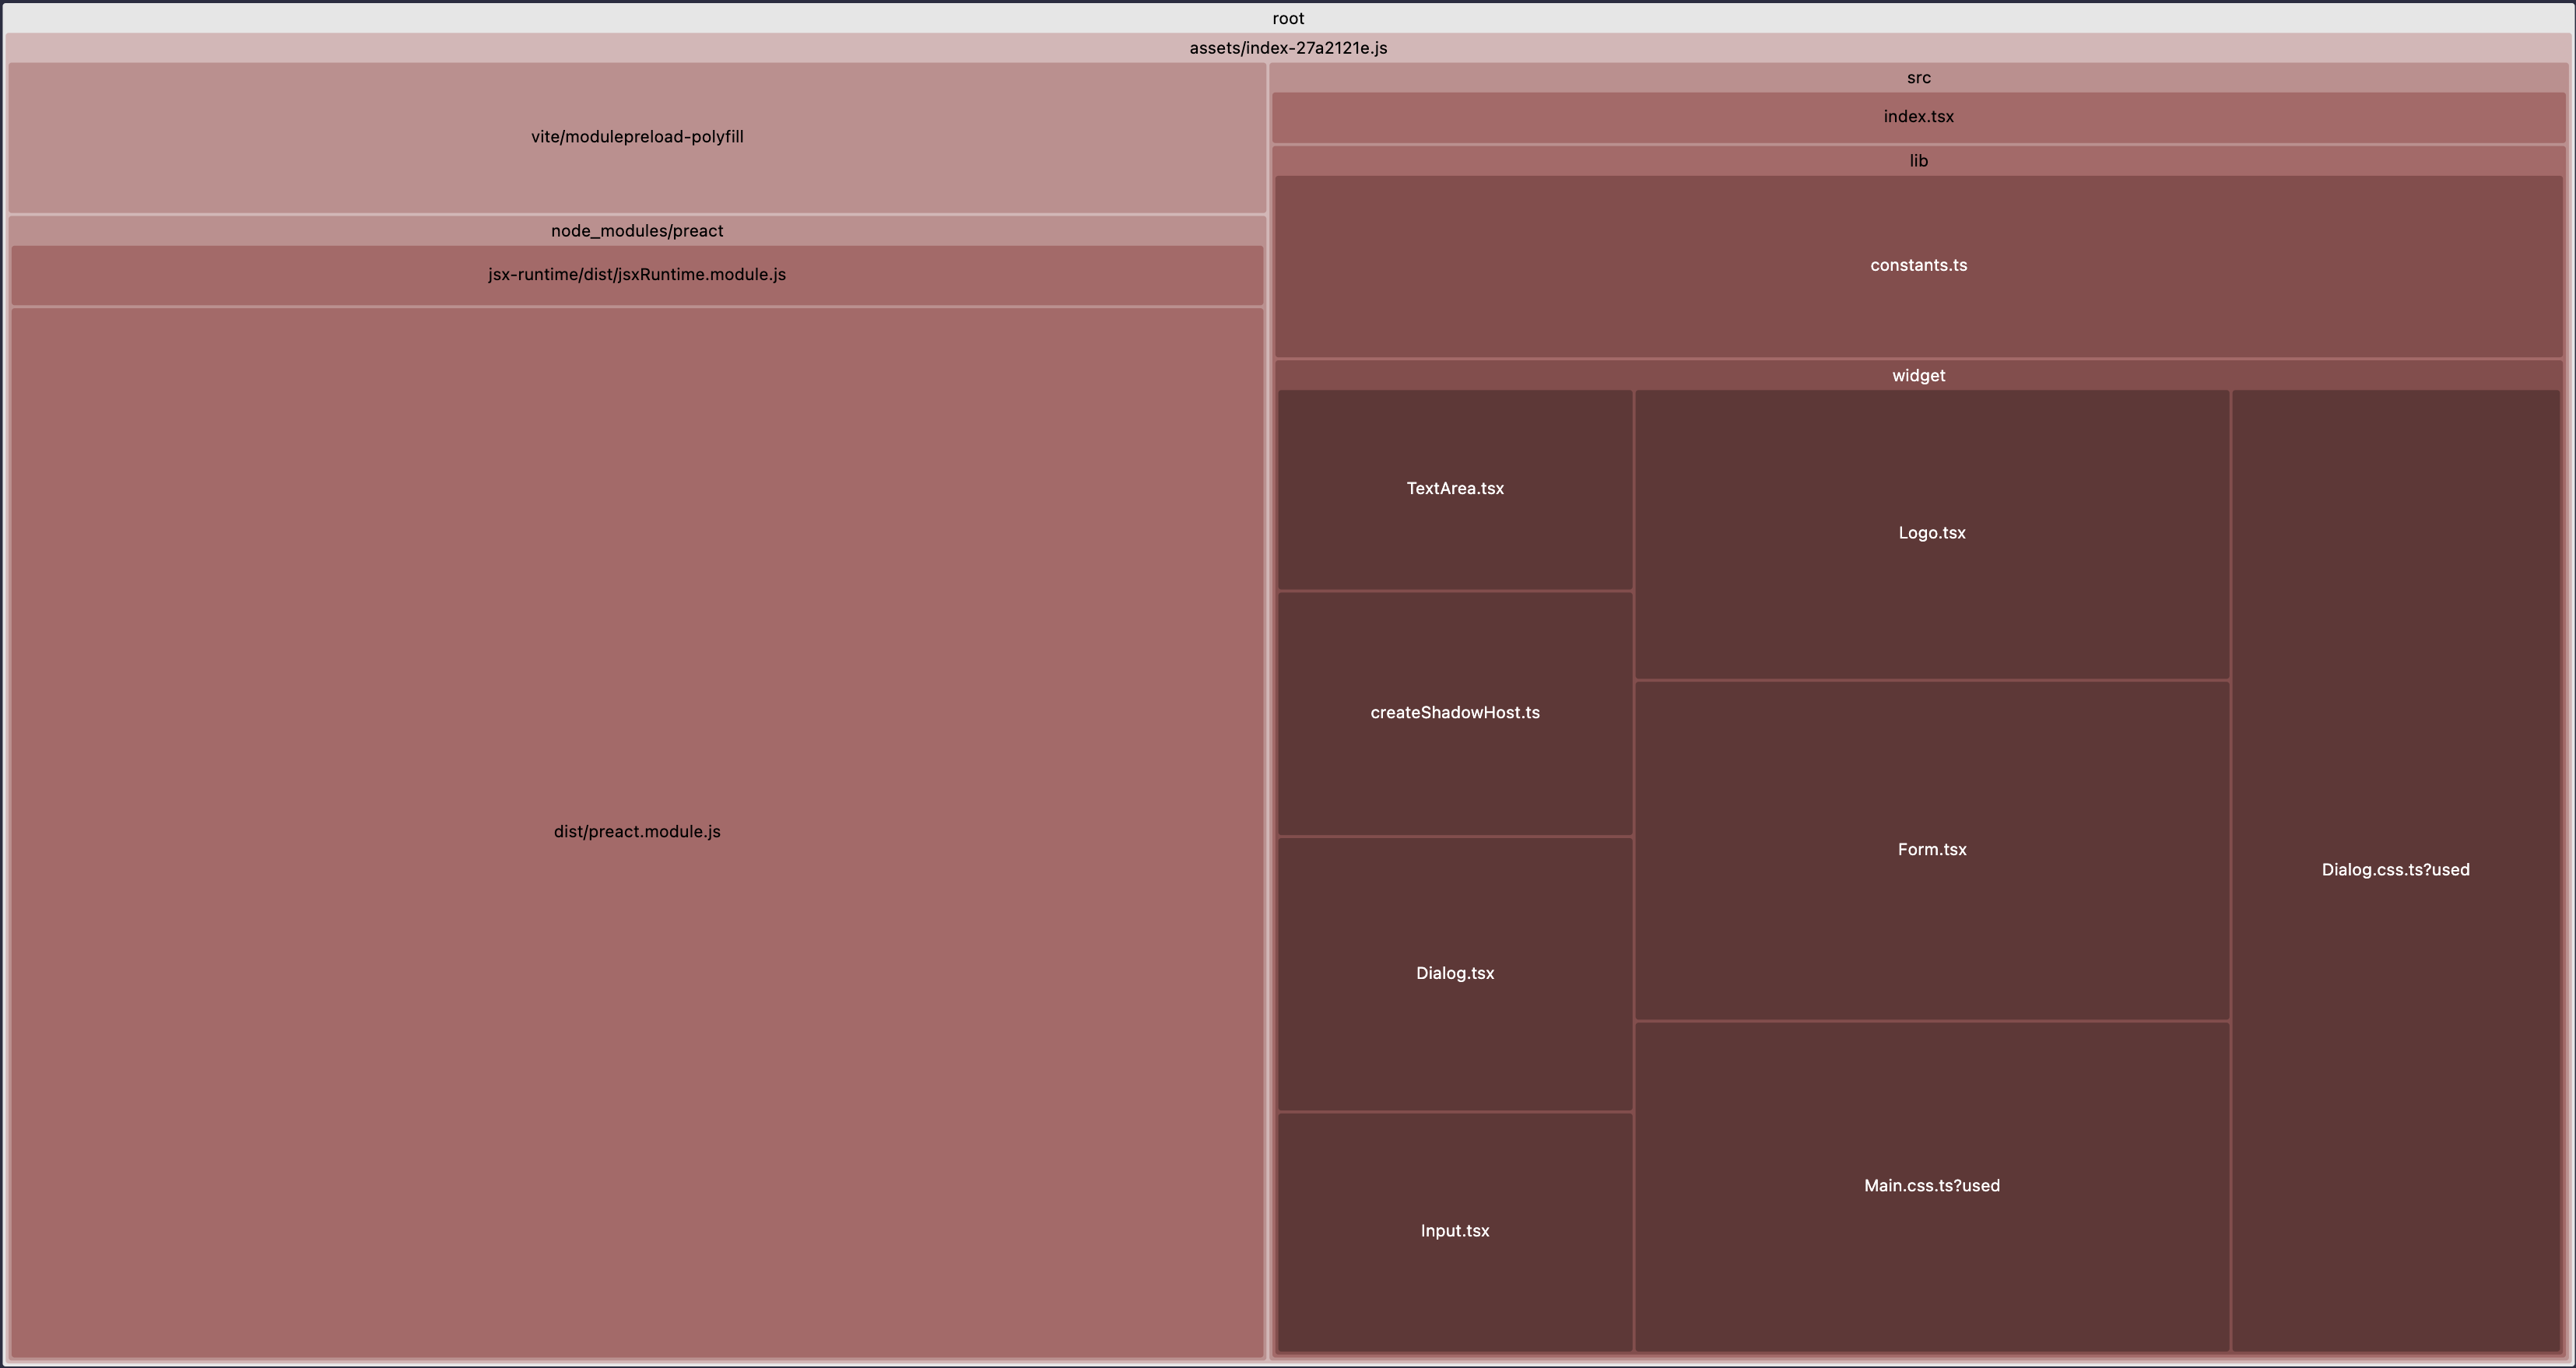 root
assets/index-27a2121e.js
vite/modulepreload-polyfill
node_modules/preact
jsx-runtime/dist/jsxRuntime.module.js
dist/preact.module.js
src
index.tsx
lib
constants.ts
widget
TextArea.tsx
createShadowHost.ts
Dialog.tsx
Input.tsx
Logo.tsx
Form.tsx
Main.css.ts?used
Dialog.css.ts?used